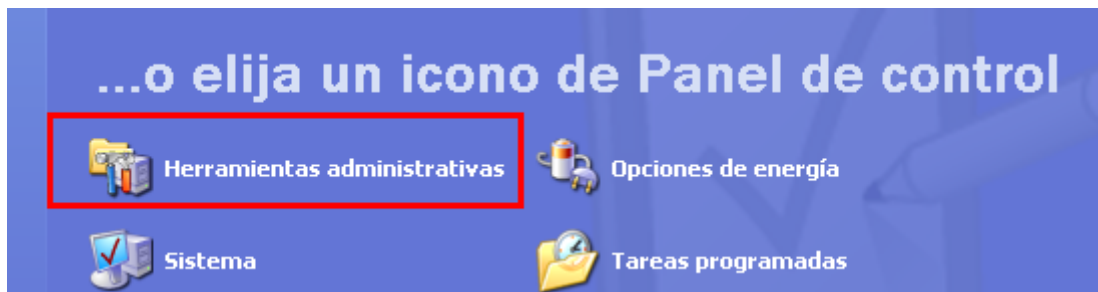 ...o elija un icono de Panel de control
Herramientas administrativas
Opciones de energía
Sistema
Tareas programadas